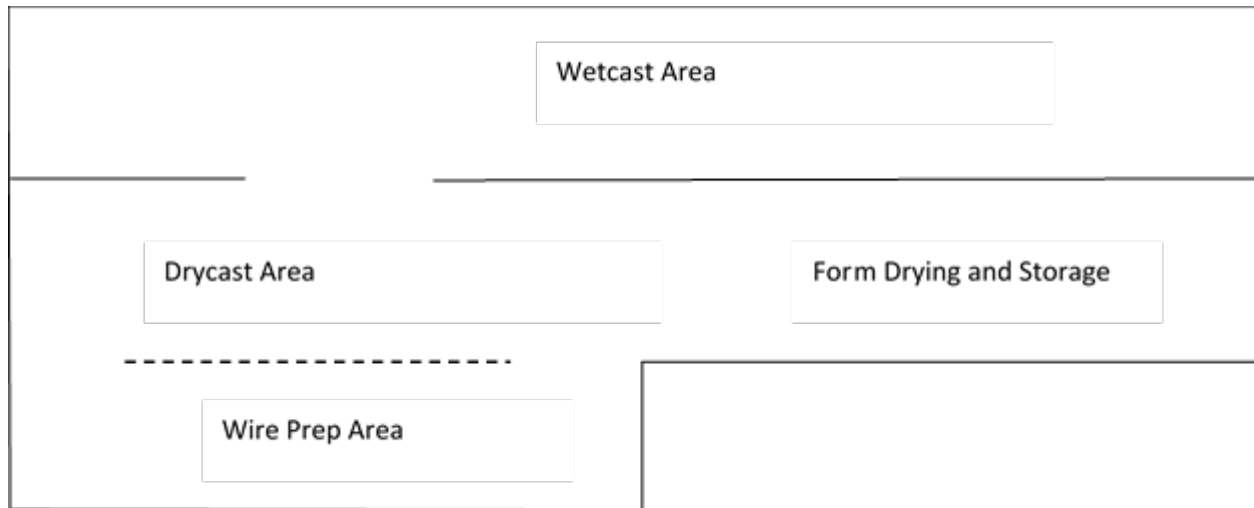 Wetcast Area
Drycast Area
Form Drying and Storage
Wire Prep Area